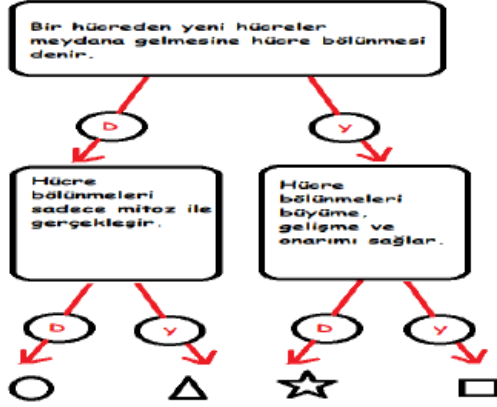 Bir hücreden yeni hücreler
meydana gelmesine hücre bölünmesi
denir.
D
Y
Hücre
bölünmeleri
sadece mitoz ile
gerçekleşir.
Hücre
bölünmeleri
büyüme,
gelişme ve
onarımı sağlar.
D
Y
D
Y